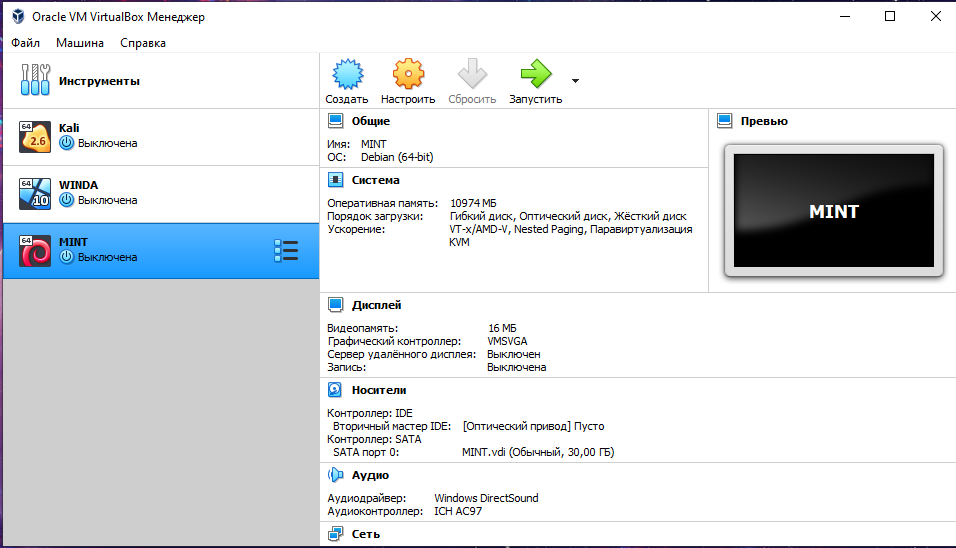 Oracle VM VirtualBox Менеджер
Файл Машина Справка
Инструменты
64
2.6
Kali
Выключена
64
10
WINDA
Выключена
64
MINT
Выключена
Создать Настроить Сбросить Запустить
Общие
Имя: MINT
ОС: Debian (64-bit)
Система
Оперативная память: 10974 МБ
Порядок загрузки: Гибкий диск, Оптический диск, Жёсткий диск
Ускорение: VT-x/AMD-V, Nested Paging, Паравиртуализация
KVM
Превью
MINT
Дисплей
Видеопамять: 16 МБ
Графический контроллер: VMSVGA
Сервер удалённого дисплея: Выключен
Запись: Выключена
Носители
Контроллер: IDE
Вторичный мастер IDE: [Оптический привод] Пусто
Контроллер: SATA
SATA порт 0: MINT.vdi (Обычный, 30,00 ГБ)
Аудио
Аудиодрайвер: Windows DirectSound
Аудиоконтроллер: ICH AC97
Сеть